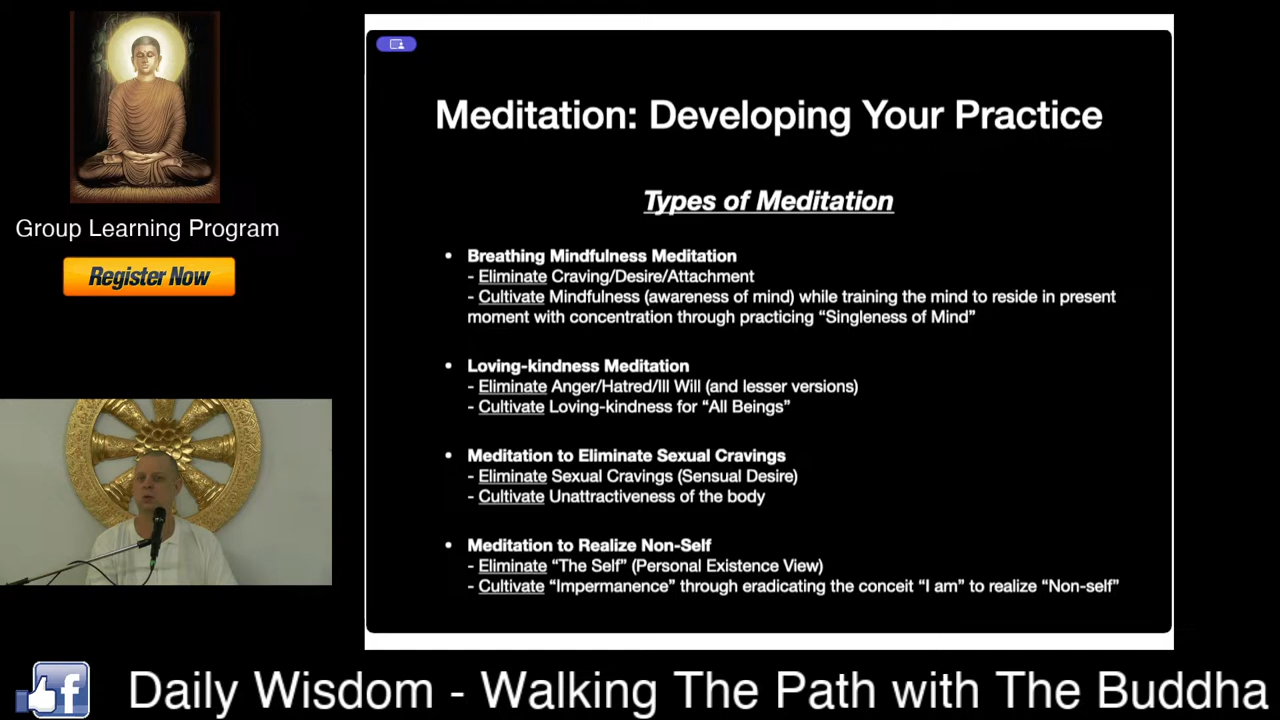 Group Learning Program
Register Now
Meditation: Developing Your Practice
Types of Meditation
• Breathing Mindfulness Meditation
- Eliminate Craving/Desire/Attachment
- Cultivate Mindfulness (awareness of mind) while training the mind to reside in present
moment with concentration through practicing “Singleness of Mind”
• Loving-kindness Meditation
- Eliminate Anger/Hatred/Ill Will (and lesser versions)
- Cultivate Loving-kindness for “All Beings”
• Meditation to Eliminate Sexual Cravings
- Eliminate Sexual Cravings (Sensual Desire)
- Cultivate Unattractiveness of the body
• Meditation to Realize Non-Self
- Eliminate “The Self” (Personal Existence View)
- Cultivate “Impermanence” through eradicating the conceit “I am” to realize “Non-self”
f
Daily Wisdom - Walking The Path with The Buddha